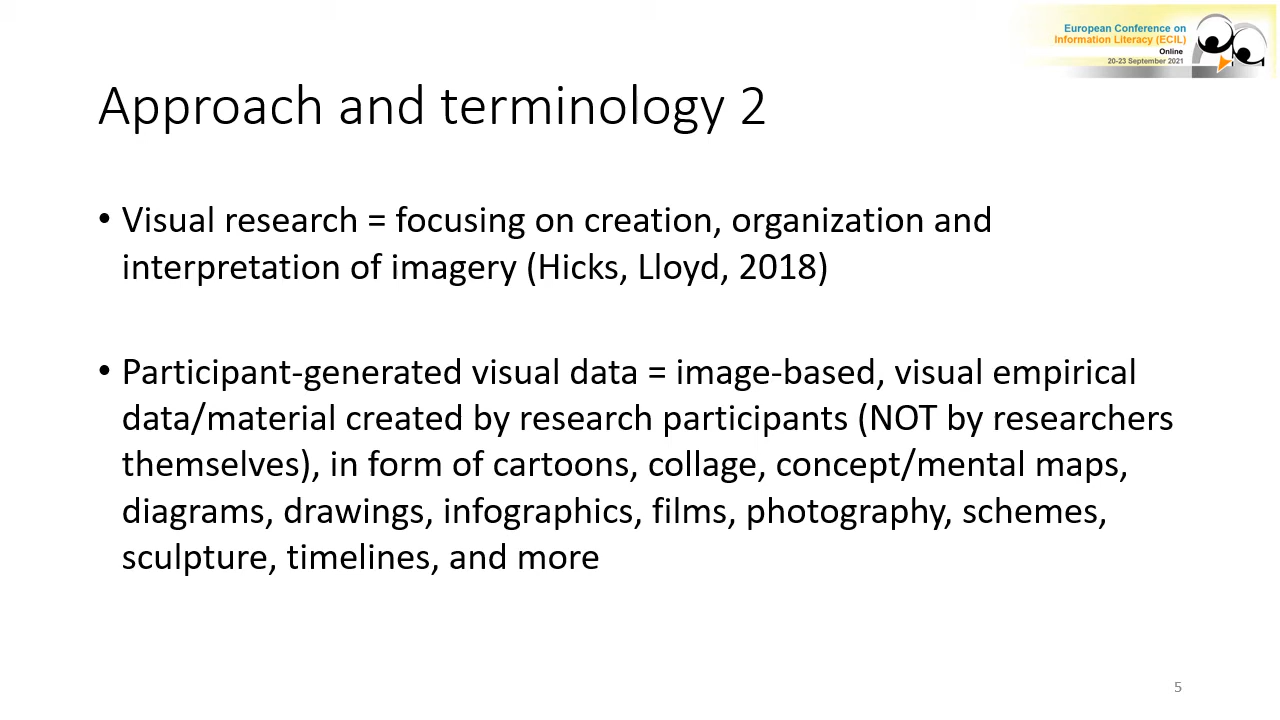 European Conference on
Information Literacy (ECIL)
Online
20-23 September 2021
Approach and terminology 2
• Visual research = focusing on creation, organization and
interpretation of imagery (Hicks, Lloyd, 2018)
• Participant-generated visual data = image-based, visual empirical
data/material created by research participants (NOT by researchers
themselves), in form of cartoons, collage, concept/mental maps,
diagrams, drawings, infographics, films, photography, schemes,
sculpture, timelines, and more
5